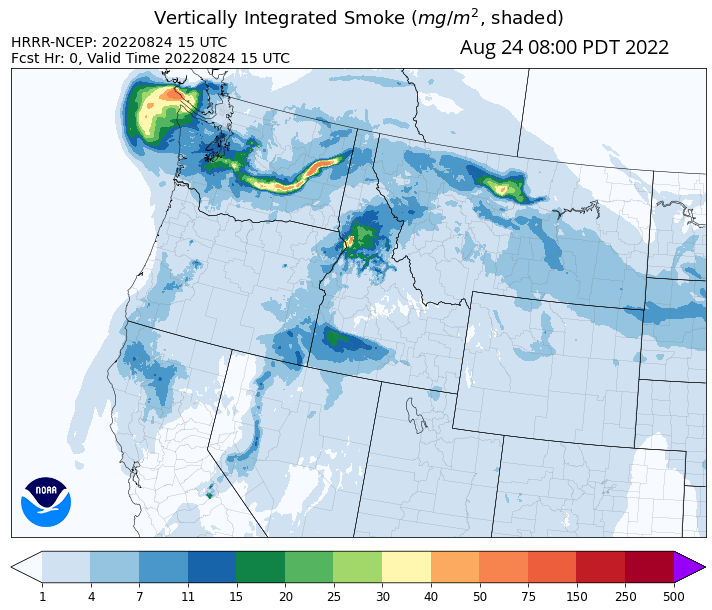 Vertically Integrated Smoke (mg/m², shaded)
HRRR-NCEP: 20220824 15 UTC
Fcst Hr: 0, Valid Time 20220824 15 UTC
Aug 24 08:00 PDT 2022
NOAA
1 4 7 11 15 20 25 30 40 50 75 150 250 500